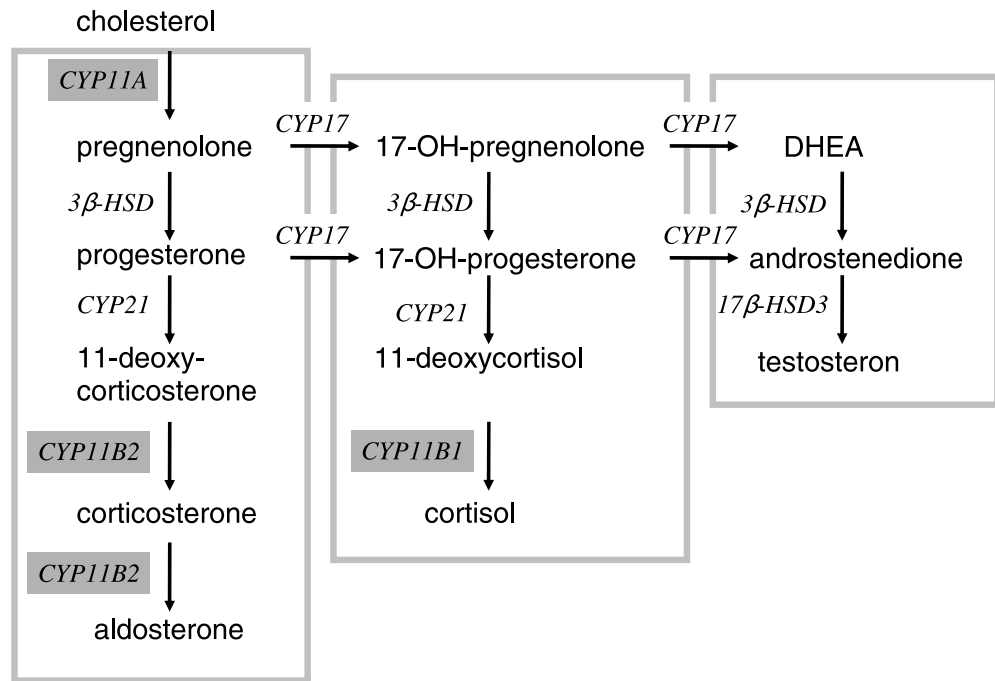 cholesterol
CYP11A
pregnenolone
CYP17
17-OH-pregnenolone
CYP17
DHEA
3β-HSD
3β-HSD
3β-HSD
progesterone
CYP17
17-OH-progesterone
CYP17
androstenedione
CYP21
CYP21
17β-HSD3
11-deoxy-
corticosterone
11-deoxycortisol
testosteron
CYP11B2
CYP11B1
corticosterone
cortisol
CYP11B2
aldosterone